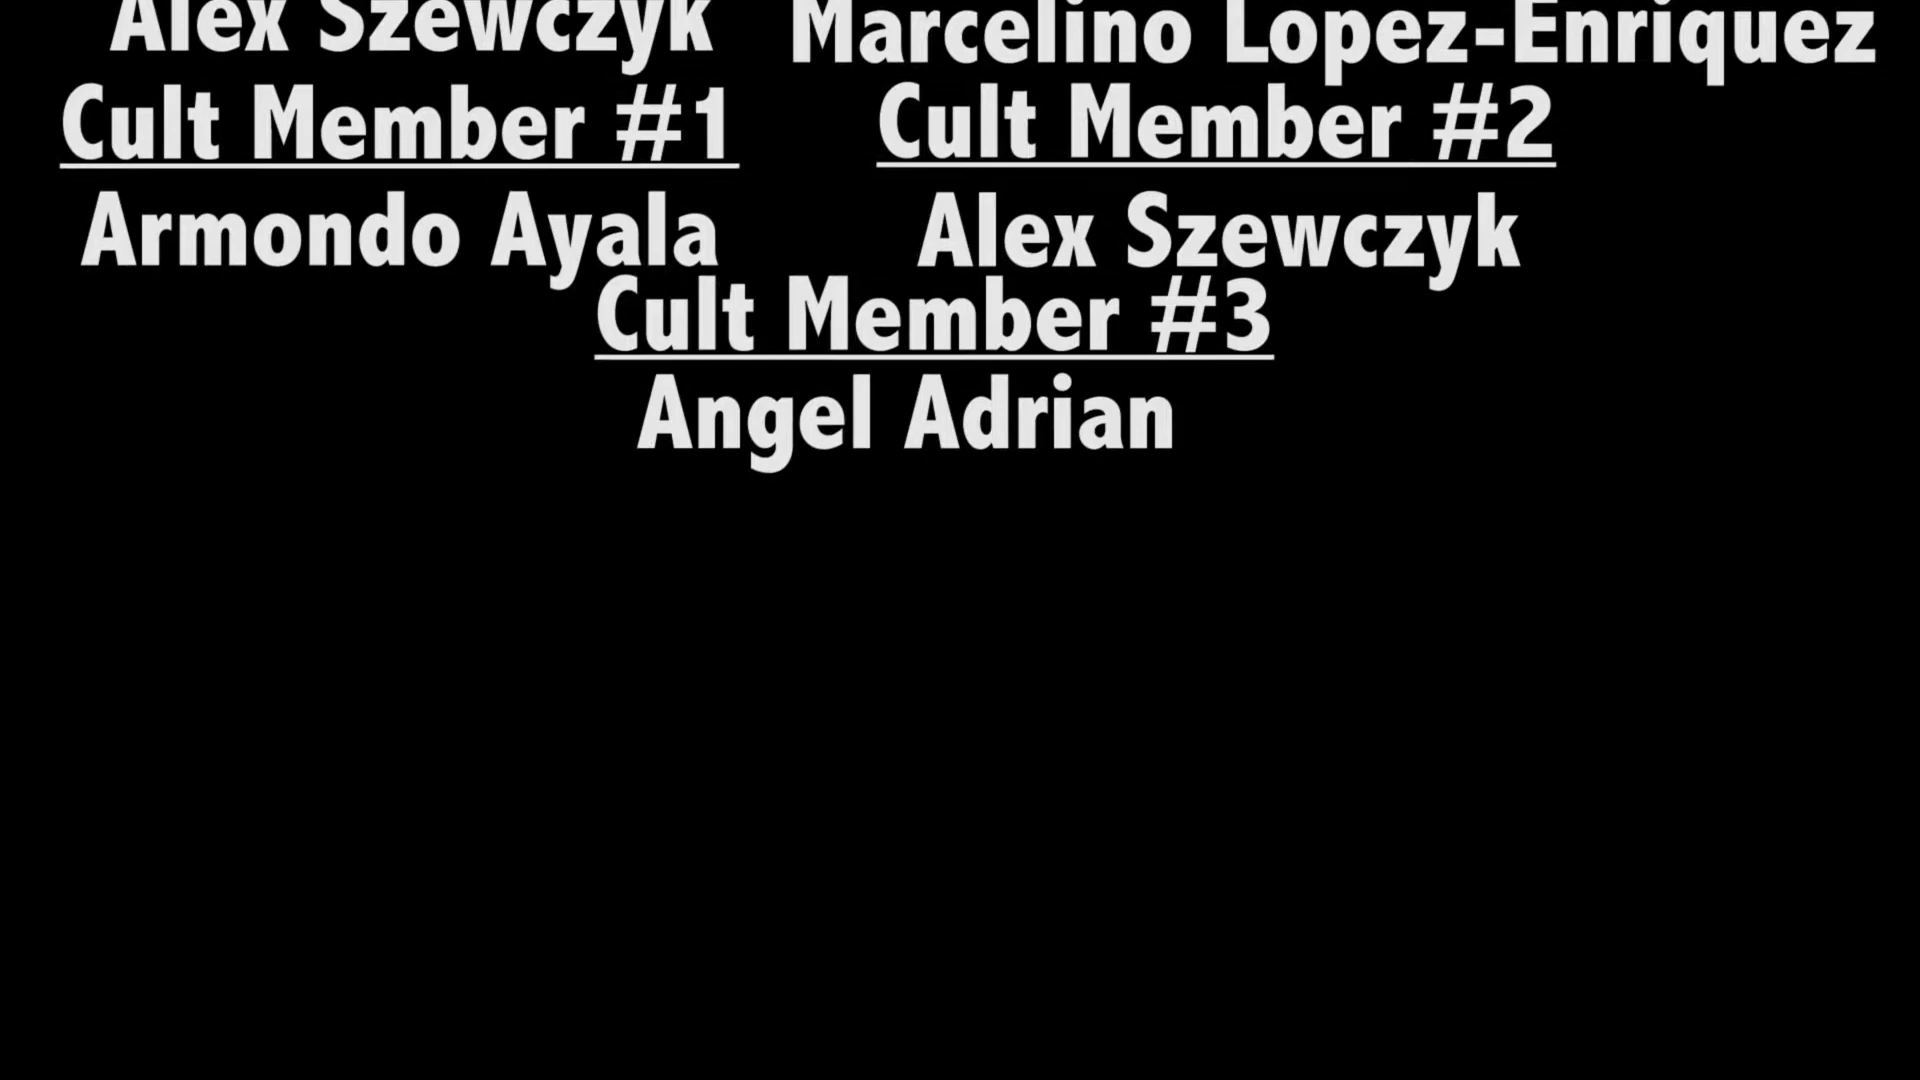 Alex Szewczyk Marcelino Lopez-Enriquez
Cult Member #1 Cult Member #2
Armondo Ayala Alex Szewczyk
Cult Member #3
Angel Adrian